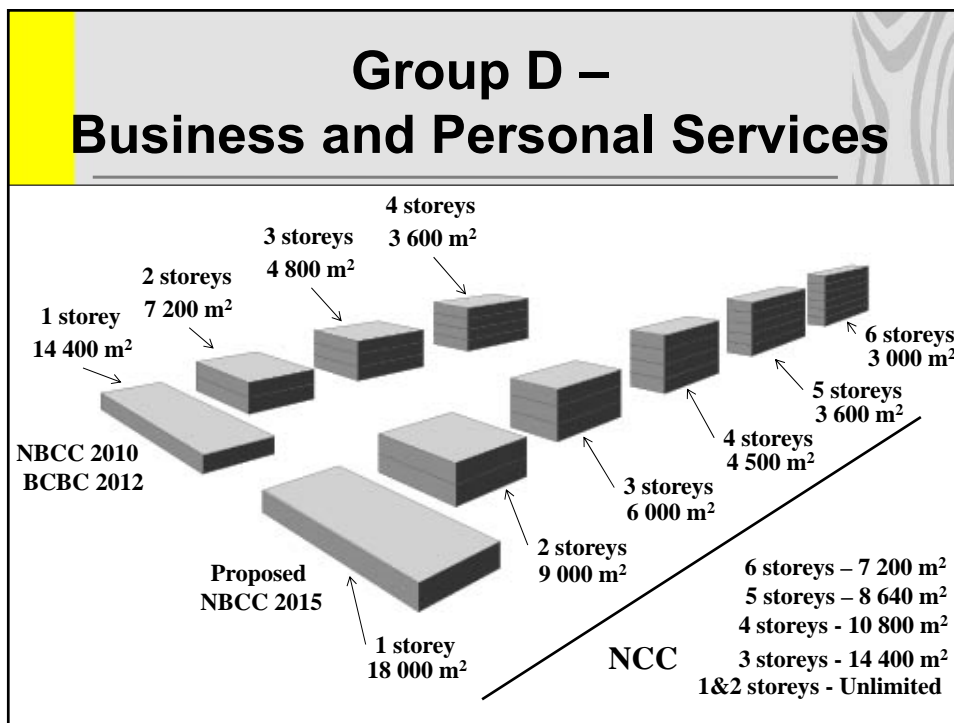 Group D –
Business and Personal Services
1 storey
14 400 m²
2 storeys
7 200 m²
3 storeys
4 800 m²
4 storeys
3 600 m²
NBCC 2010
BCBC 2012
6 storeys
3 000 m²
5 storeys
3 600 m²
4 storeys
4 500 m²
3 storeys
6 000 m²
2 storeys
9 000 m²
1 storey
18 000 m²
Proposed
NBCC 2015
NCC
6 storeys – 7 200 m²
5 storeys – 8 640 m²
4 storeys - 10 800 m²
3 storeys - 14 400 m²
1&2 storeys - Unlimited